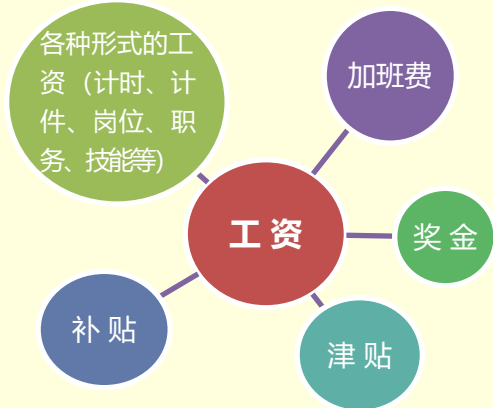 各种形式的工
资（计时、计
件、岗位、职
务、技能等）
加班费
工资
奖金
补贴
津贴